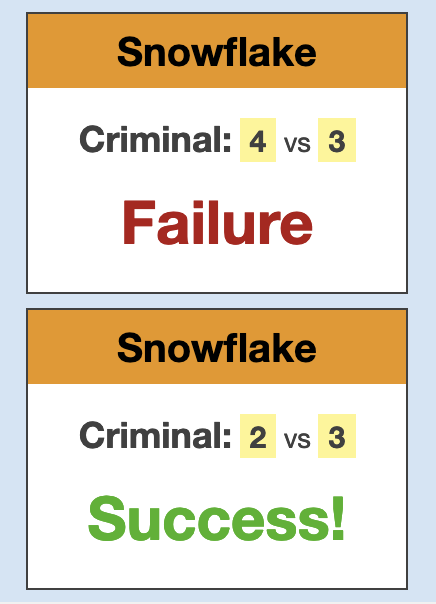 Snowflake
Criminal: 4 vs 3
Failure
Snowflake
Criminal: 2 vs 3
Success!